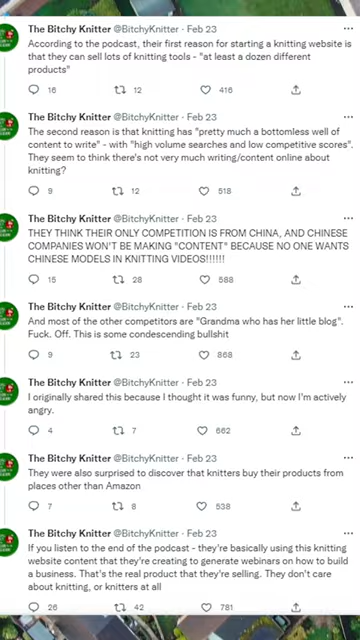 The Bitchy Knitter @BitchyKnitter · Feb 23 ...
According to the podcast, their first reason for starting a knitting website is
that they can sell lots of knitting tools - "at least a dozen different
products"
16 12 416
The Bitchy Knitter @BitchyKnitter · Feb 23 ...
The second reason is that knitting has "pretty much a bottomless well of
content to write" - with "high volume searches and low competitive scores".
They seem to think there's not very much writing/content online about
knitting?
9 12 518
The Bitchy Knitter @BitchyKnitter · Feb 23 ...
THEY THINK THEIR ONLY COMPETITION IS FROM CHINA, AND CHINESE
COMPANIES WON'T BE MAKING "CONTENT" BECAUSE NO ONE WANTS
CHINESE MODELS IN KNITTING VIDEOS!!!!!!
15 28 588
The Bitchy Knitter @BitchyKnitter · Feb 23 ...
And most of the other competitors are "Grandma who has her little blog".
Fuck. Off. This is some condescending bullshit
9 23 868
The Bitchy Knitter @BitchyKnitter · Feb 23 ...
I originally shared this because I thought it was funny, but now I'm actively
angry.
4 7 662
The Bitchy Knitter @BitchyKnitter · Feb 23 ...
They were also surprised to discover that knitters buy their products from
places other than Amazon
7 8 538
The Bitchy Knitter @BitchyKnitter · Feb 23 ...
If you listen to the end of the podcast - they're basically using this knitting
website content that they're creating to generate webinars on how to build
a business. That's the real product that they're selling. They don't care
about knitting, or knitters at all
26 42 781